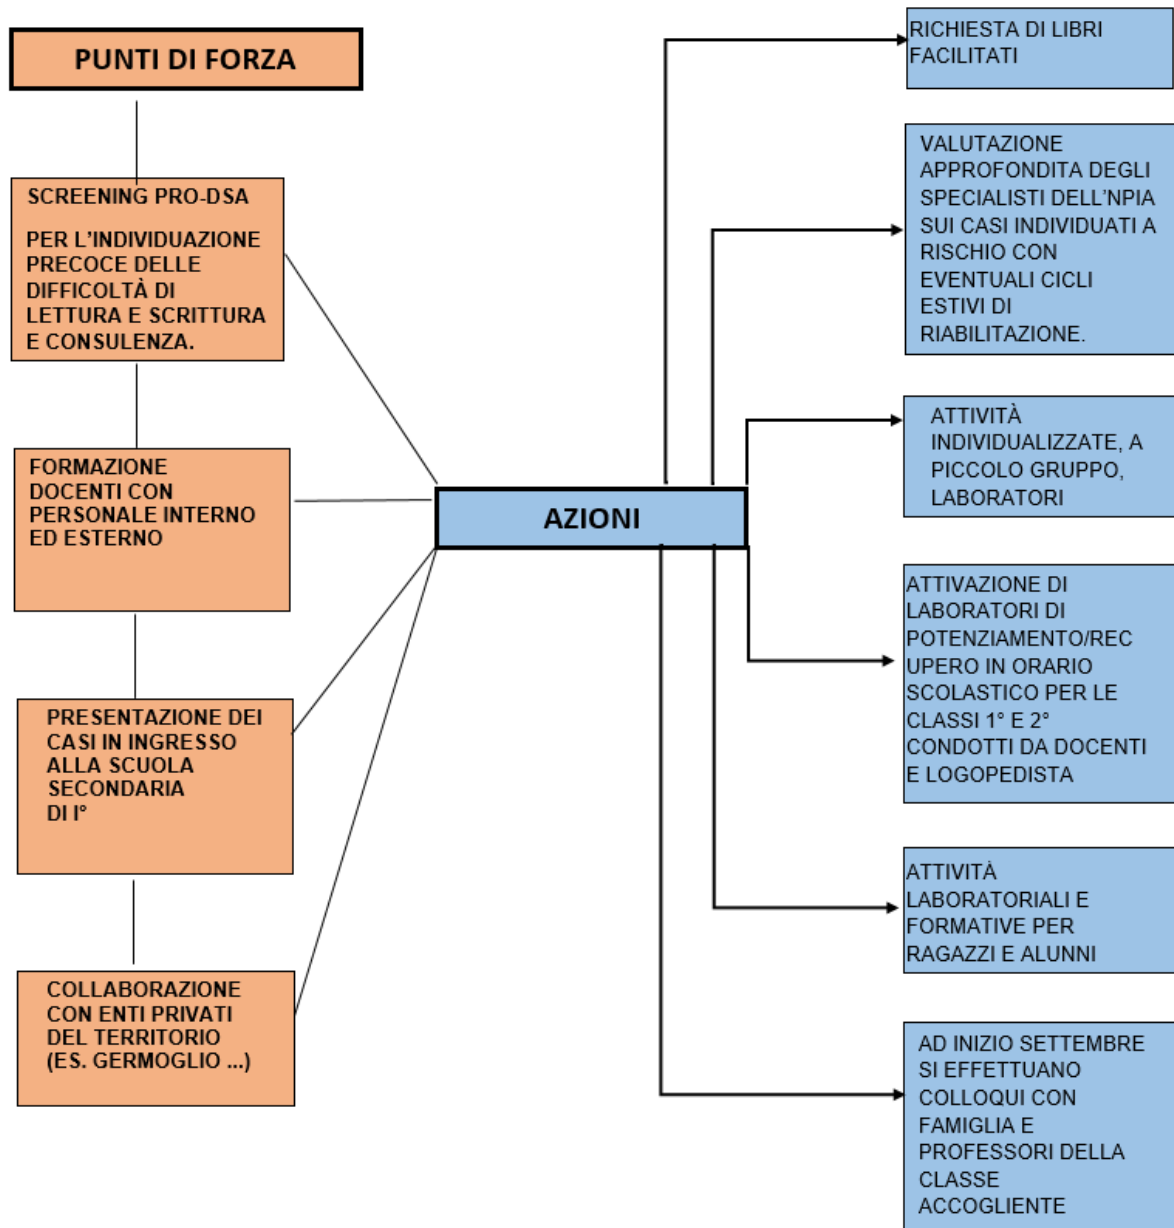 PUNTI DI FORZA
SCREENING PRO-DSA
PER L'INDIVIDUAZIONE
PRECOCE DELLE
DIFFICOLTÀ DI
LETTURA E SCRITTURA
E CONSULENZA.
FORMAZIONE
DOCENTI CON
PERSONALE INTERNO
ED ESTERNO
PRESENTAZIONE DEI
CASI IN INGRESSO
ALLA SCUOLA
SECONDARIA
DI I°
COLLABORAZIONE
CON ENTI PRIVATI
DEL TERRITORIO
(ES. GERMOGLIO ...)
AZIONI
RICHIESTA DI LIBRI
FACILITATI
VALUTAZIONE
APPROFONDITA DEGLI
SPECIALISTI DELL'NPIA
SUI CASI INDIVIDUATI A
RISCHIO CON
EVENTUALI CICLI
ESTIVI DI
RIABILITAZIONE.
ATTIVITÀ
INDIVIDUALIZZATE, A
PICCOLO GRUPPO,
LABORATORI
ATTIVAZIONE DI
LABORATORI DI
POTENZIAMENTO/REC
UPERO IN ORARIO
SCOLASTICO PER LE
CLASSI 1° E 2°
CONDOTTI DA DOCENTI
E LOGOPEDISTA
ATTIVITÀ
LABORATORIALI E
FORMATIVE PER
RAGAZZI E ALUNNI
AD INIZIO SETTEMBRE
SI EFFETTUANO
COLLOQUI CON
FAMIGLIA E
PROFESSORI DELLA
CLASSE
ACCOGLIENTE